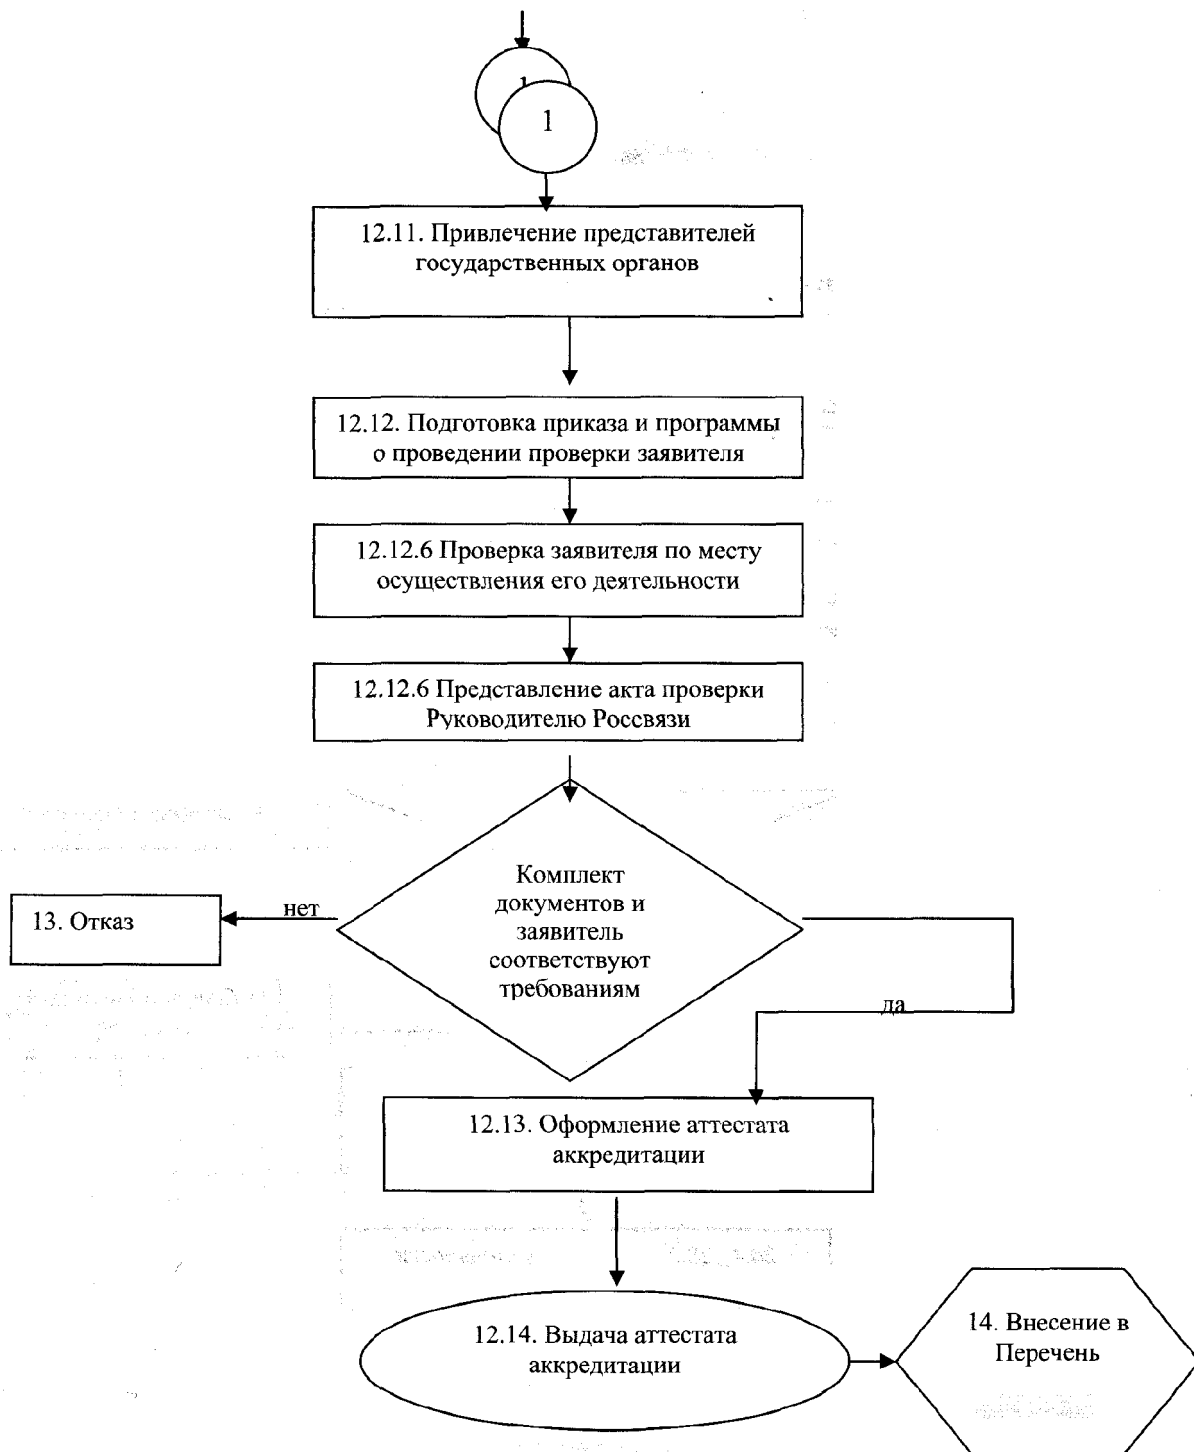 1
1
12.11. Привлечение представителей
государственных органов
12.12. Подготовка приказа и программы
о проведении проверки заявителя
12.12.6 Проверка заявителя по месту
осуществления его деятельности
12.12.6 Представление акта проверки
Руководителю Россвязи
Комплект
документов и
заявитель
соответствуют
требованиям
нет
13. Отказ
да
12.13. Оформление аттестата
аккредитации
12.14. Выдача аттестата
аккредитации
14. Внесение в
Перечень